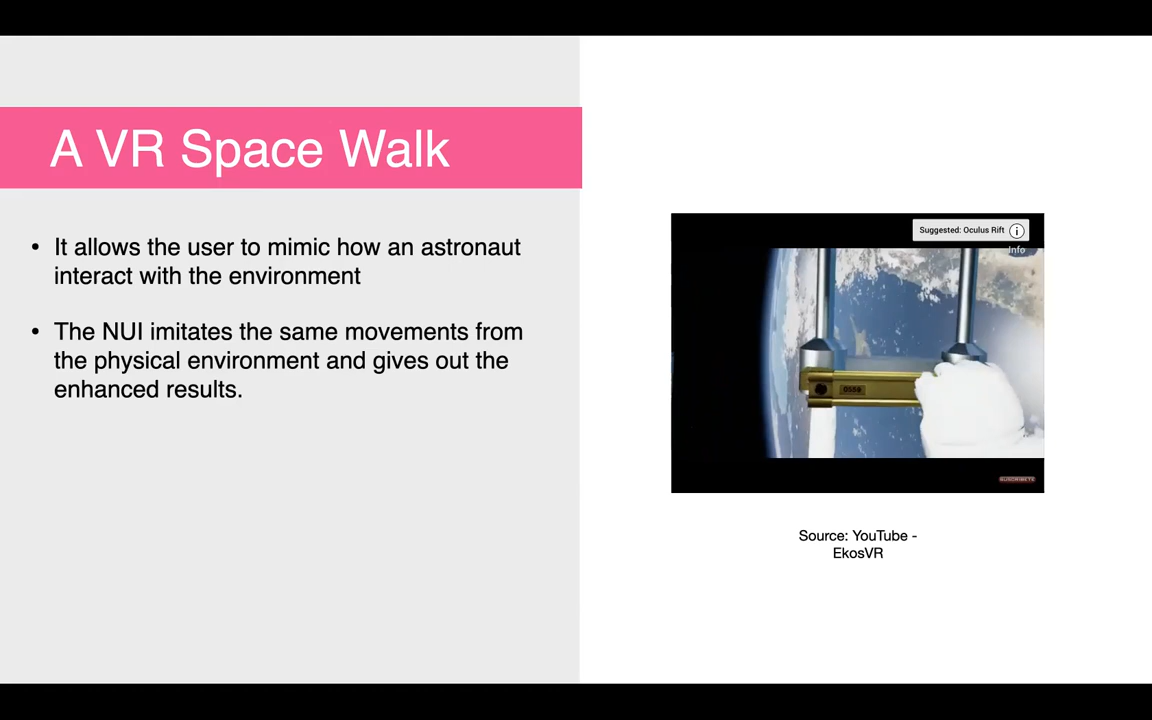 A VR Space Walk
• It allows the user to mimic how an astronaut
interact with the environment
• The NUI imitates the same movements from
the physical environment and gives out the
enhanced results.
Suggested: Oculus Rift i
Info
0559
SUSCRIBETE
Source: YouTube -
EkosVR